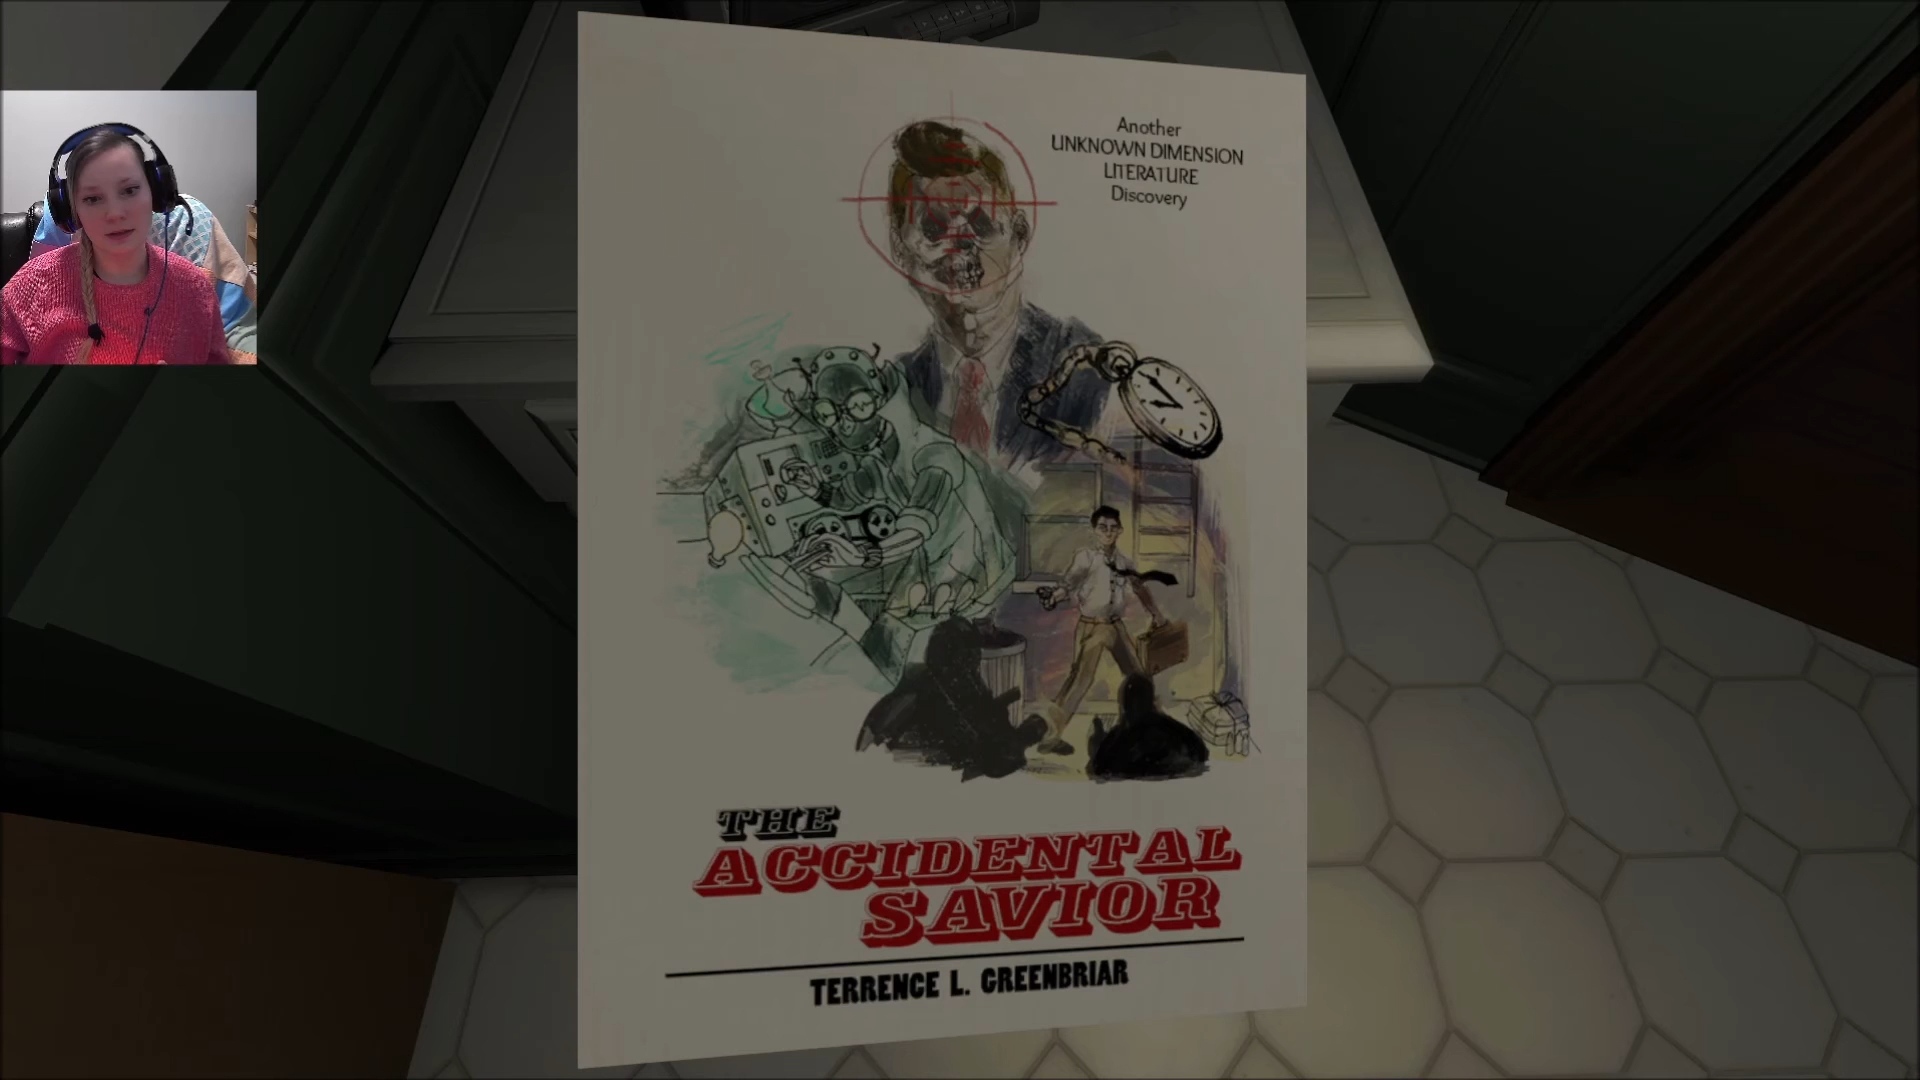 Another
UNKNOWN DIMENSION
LITERATURE
Discovery
THE
ACCIDENTAL
SAVIOR
TERRENCE L. GREENBRIAR